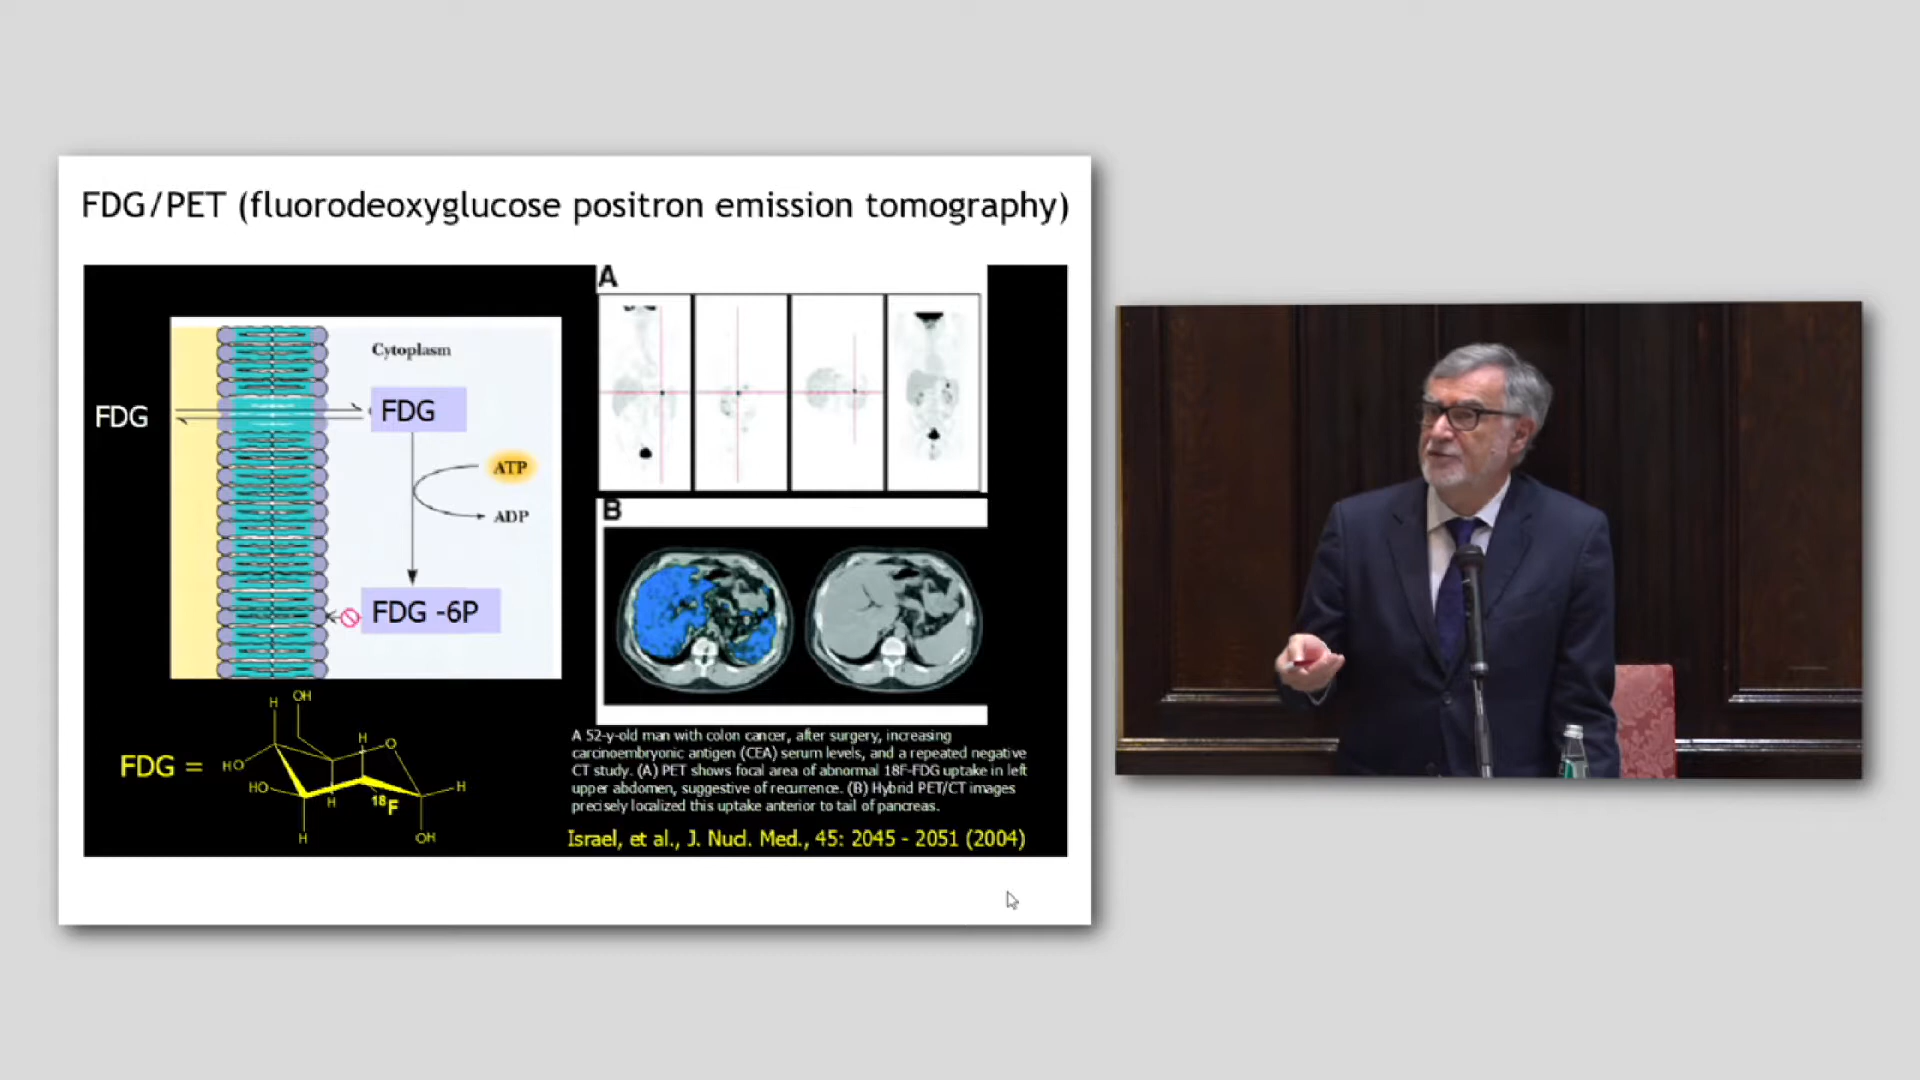 FDG/PET (fluorodeoxyglucose positron emission tomography)
A
Cytoplasm
FDG
FDG
ATP
ADP
FDG -6P
B
FDG =
OH
H
H
O
HO
HO
H
H
18F
H
OH
A 52-y-old man with colon cancer, after surgery, increasing
carcinoembryonic antigen (CEA) serum levels, and a repeated negative
CT study. (A) PET shows focal area of abnormal 18F-FDG uptake in left
upper abdomen, suggestive of recurrence. (B) Hybrid PET/CT images
precisely localized this uptake anterior to tail of pancreas.
Israel, et al., J. Nucl. Med., 45: 2045 - 2051 (2004)